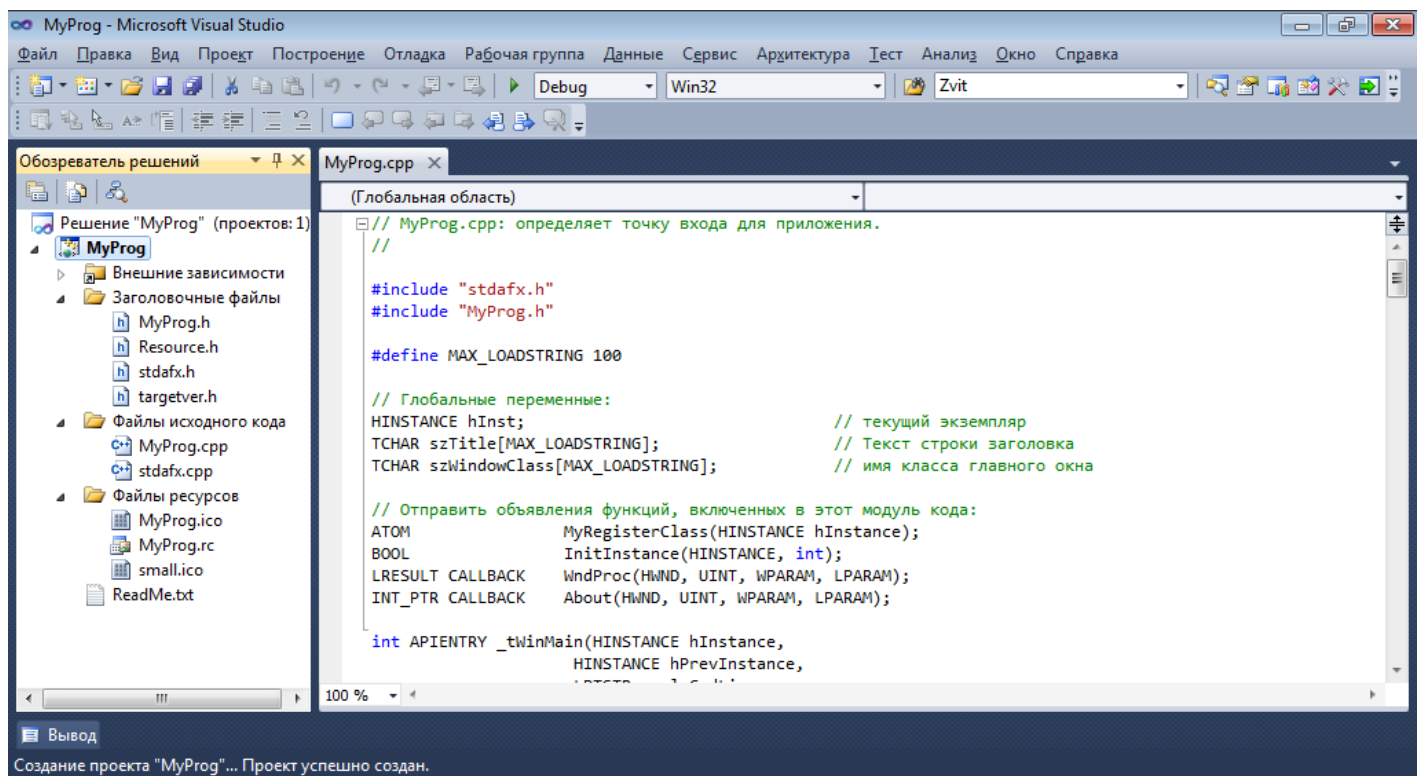 MyProg - Microsoft Visual Studio
Файл Правка Вид Проект Построение Отладка Рабочая группа Данные Сервис Архитектура Тест Анализ Окно Справка
Debug Win32 Zvit
Обозреватель решений
Решение "MyProg" (проектов: 1)
MyProg
Внешние зависимости
Заголовочные файлы
MyProg.h
Resource.h
stdafx.h
targetver.h
Файлы исходного кода
MyProg.cpp
stdafx.cpp
Файлы ресурсов
MyProg.ico
MyProg.rc
small.ico
ReadMe.txt
MyProg.cpp
(Глобальная область)
// MyProg.cpp: определяет точку входа для приложения.
//
#include "stdafx.h"
#include "MyProg.h"
#define MAX_LOADSTRING 100
// Глобальные переменные:
HINSTANCE hInst; // текущий экземпляр
TCHAR szTitle[MAX_LOADSTRING]; // Текст строки заголовка
TCHAR szWindowClass[MAX_LOADSTRING]; // имя класса главного окна
// Отправить объявления функций, включенных в этот модуль кода:
ATOM MyRegisterClass(HINSTANCE hInstance);
BOOL InitInstance(HINSTANCE, int);
LRESULT CALLBACK WndProc(HWND, UINT, WPARAM, LPARAM);
INT_PTR CALLBACK About(HWND, UINT, WPARAM, LPARAM);
int APIENTRY _tWinMain(HINSTANCE hInstance,
HINSTANCE hPrevInstance,
100 %
Вывод
Создание проекта "MyProg"... Проект успешно создан.